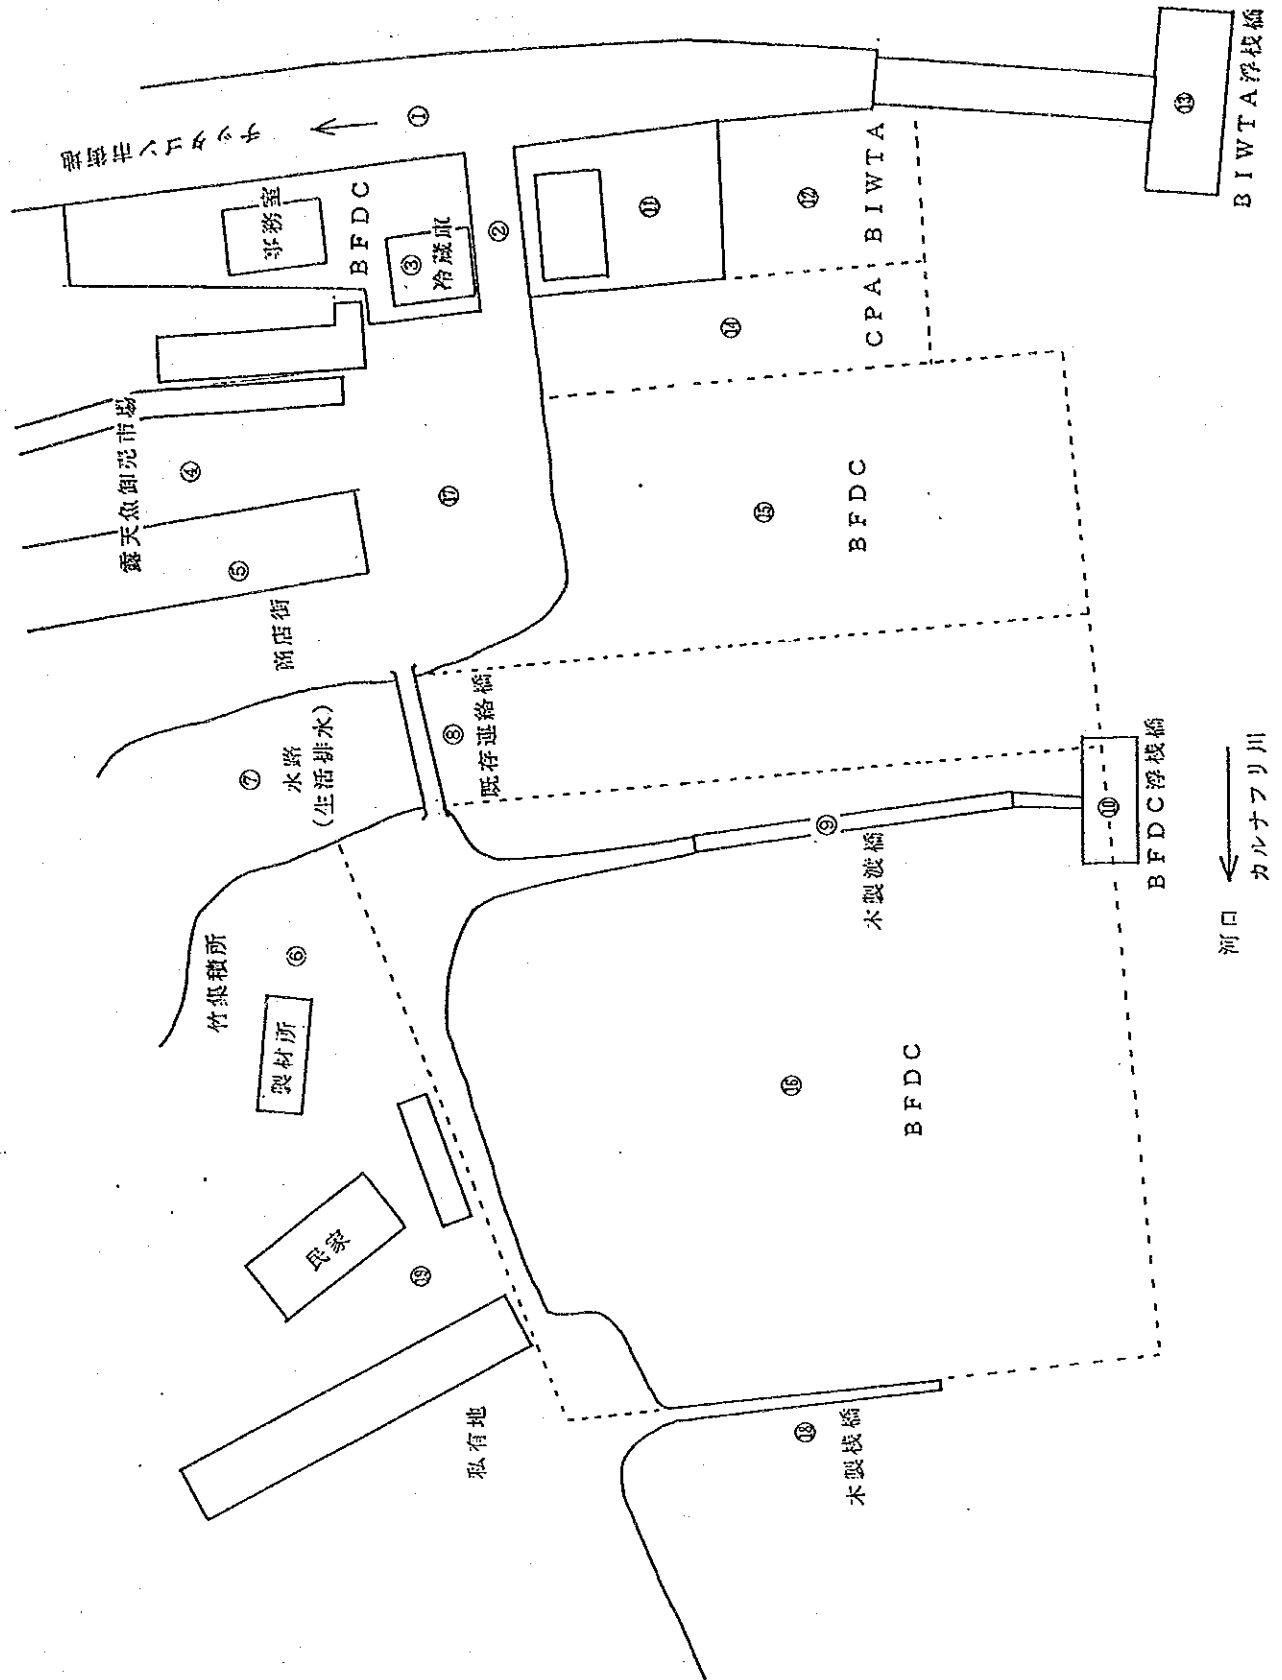 チッタゴン市街地
①
事務室
BFDC
③
冷蔵庫
②
⑪
⑫
BIWTA
CPA
⑬
BIWTA浮桟橋
⑭
露天魚卸売市場
④
⑤
⑰
商店街
⑮
BFDC
⑦
水路
(生活排水)
⑧
既存連絡橋
⑨
木製渡橋
⑩
BFDC浮桟橋
河口
カルナフリ川
竹集積所
⑥
製材所
⑯
BFDC
民家
⑲
私有地
⑱
木製桟橋